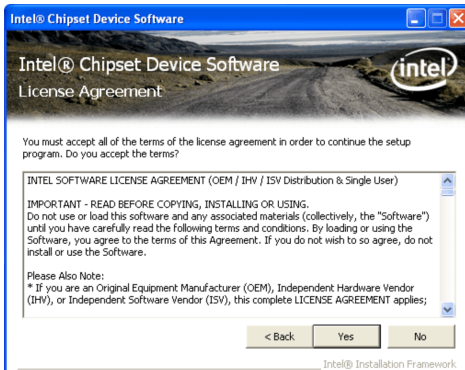 Intel® Chipset Device Software
Intel® Chipset Device Software
intel
License Agreement
You must accept all of the terms of the license agreement in order to continue the setup
program. Do you accept the terms?
INTEL SOFTWARE LICENSE AGREEMENT (OEM / IHV / ISV Distribution & Single User)
IMPORTANT - READ BEFORE COPYING, INSTALLING OR USING.
Do not use or load this software and any associated materials (collectively, the "Software")
until you have carefully read the following terms and conditions. By loading or using the
Software, you agree to the terms of this Agreement. If you do not wish to so agree, do not
install or use the Software.
Please Also Note:
* If you are an Original Equipment Manufacturer (OEM), Independent Hardware Vendor
(IHV), or Independent Software Vendor (ISV), this complete LICENSE AGREEMENT applies;
< Back Yes No
Intel® Installation Framework